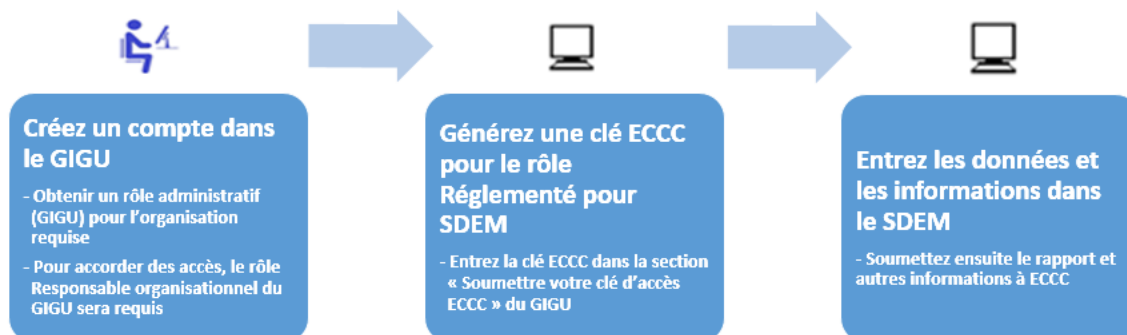 Créez un compte dans
le GIGU
- Obtenir un rôle administratif
(GIGU) pour l'organisation
requise
- Pour accorder des accès, le rôle
Responsable organisationnel du
GIGU sera requis
Générez une clé ECCC
pour le rôle
Réglementé pour
SDEM
- Entrez la clé ECCC dans la section
« Soumettre votre clé d'accès
ECCC » du GIGU
Entrez les données et
les informations dans
le SDEM
- Soumettez ensuite le rapport et
autres informations à ECCC